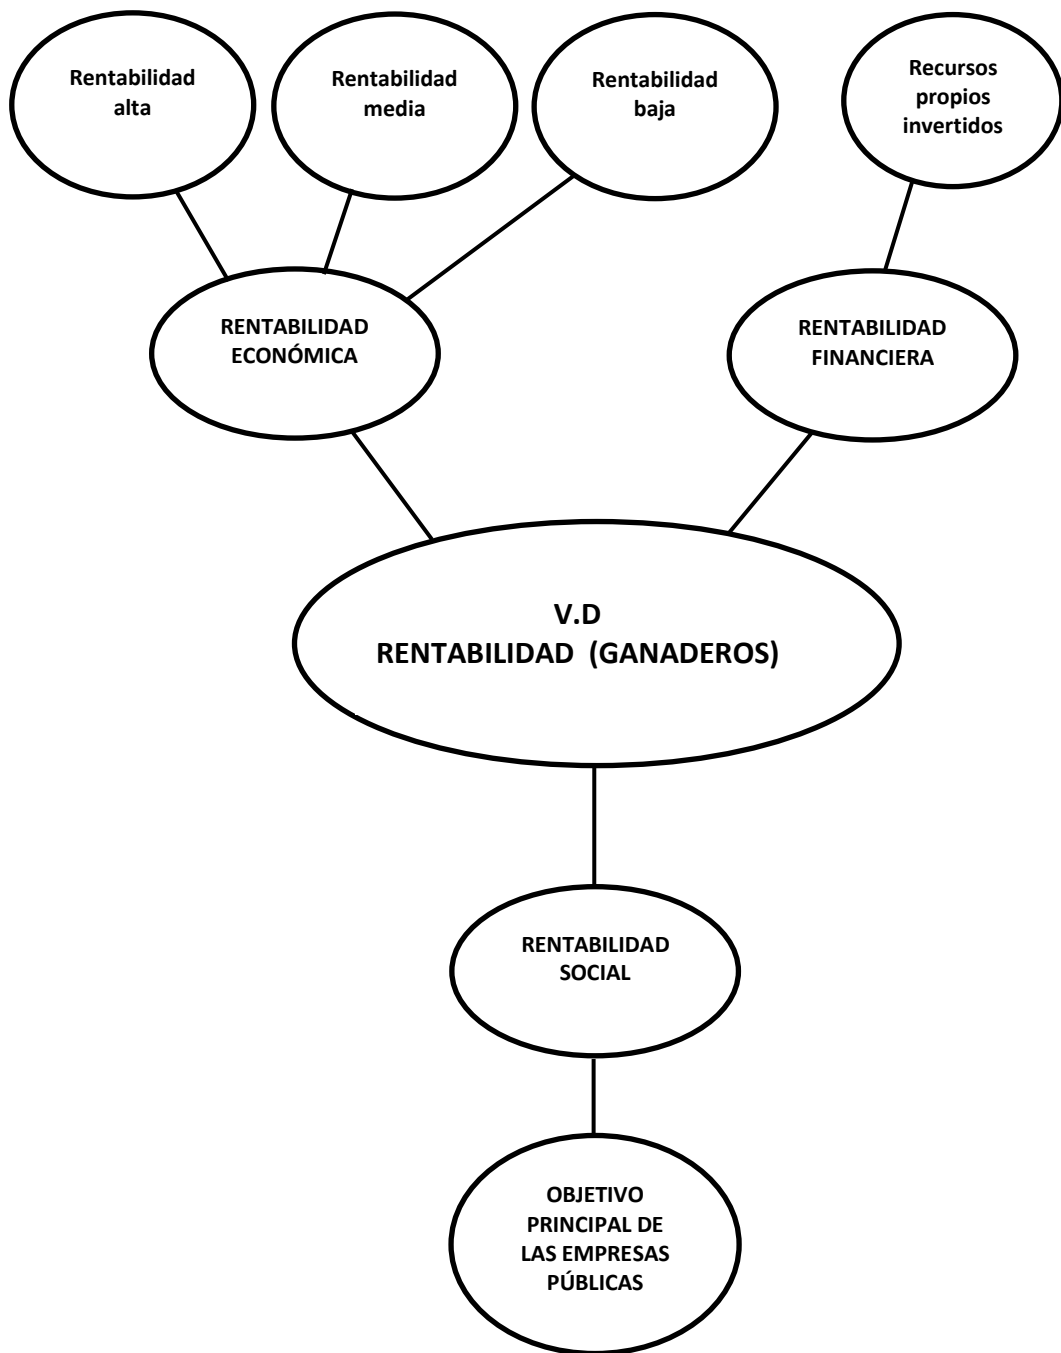 Rentabilidad
alta
Rentabilidad
media
Rentabilidad
baja
Recursos
propios
invertidos
RENTABILIDAD
ECONÓMICA
RENTABILIDAD
FINANCIERA
V.D
RENTABILIDAD (GANADEROS)
RENTABILIDAD
SOCIAL
OBJETIVO
PRINCIPAL DE
LAS EMPRESAS
PÚBLICAS